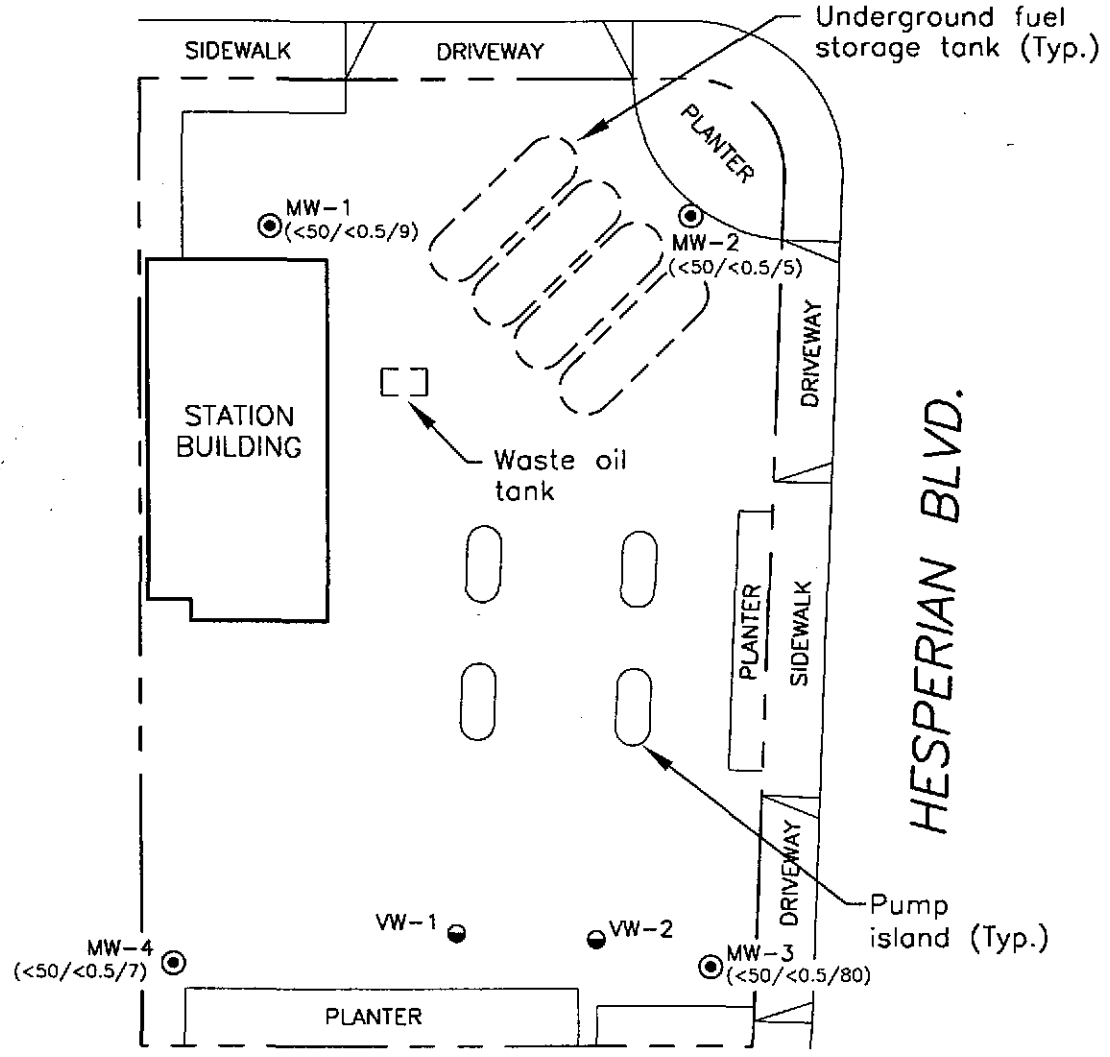 Underground fuel
storage tank (Typ.)
SIDEWALK
DRIVEWAY
PLANTER
MW-1
(<50/<0.5/9)
MW-2
(<50/<0.5/5)
DRIVEWAY
STATION
BUILDING
Waste oil
tank
HESPERIAN BLVD.
PLANTER
SIDEWALK
DRIVEWAY
Pump
island (Typ.)
VW-1
VW-2
MW-4
(<50/<0.5/7)
MW-3
(<50/<0.5/80)
PLANTER